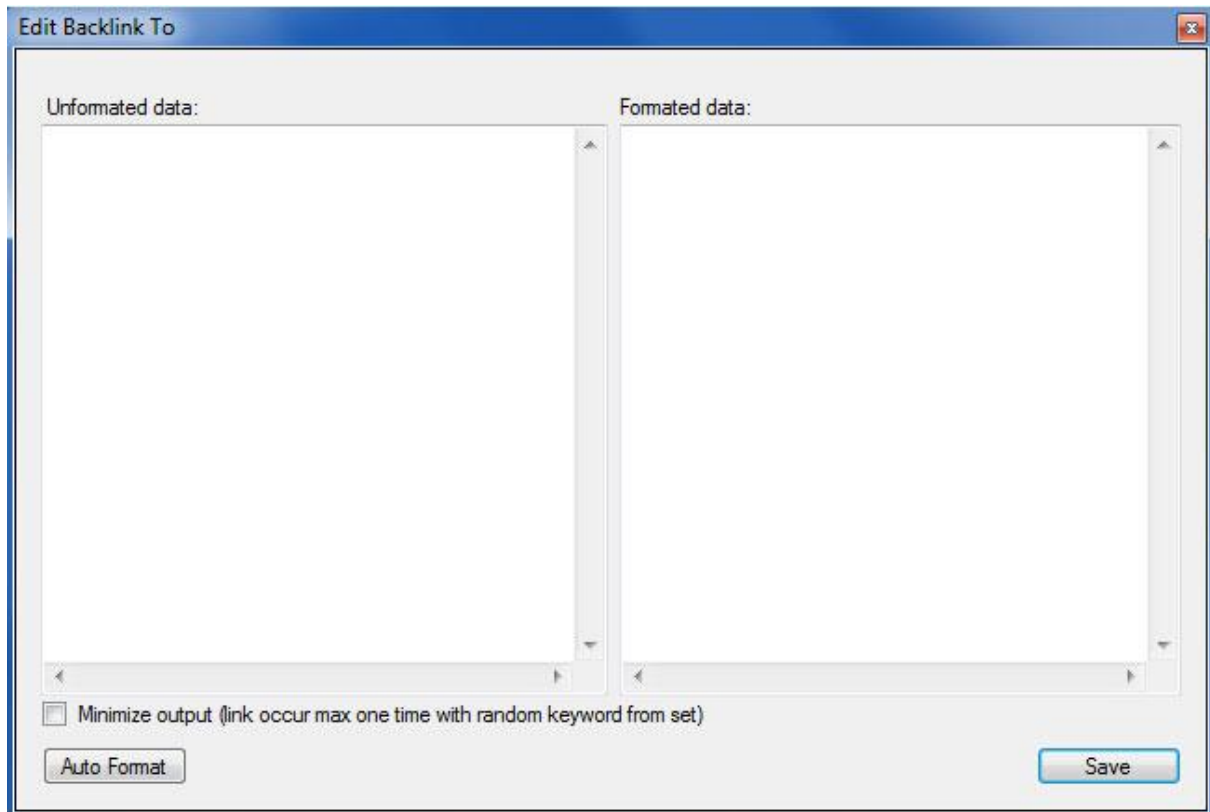 Edit Backlink To
Unformated data:
Formated data:
Minimize output (link occur max one time with random keyword from set)
Auto Format
Save